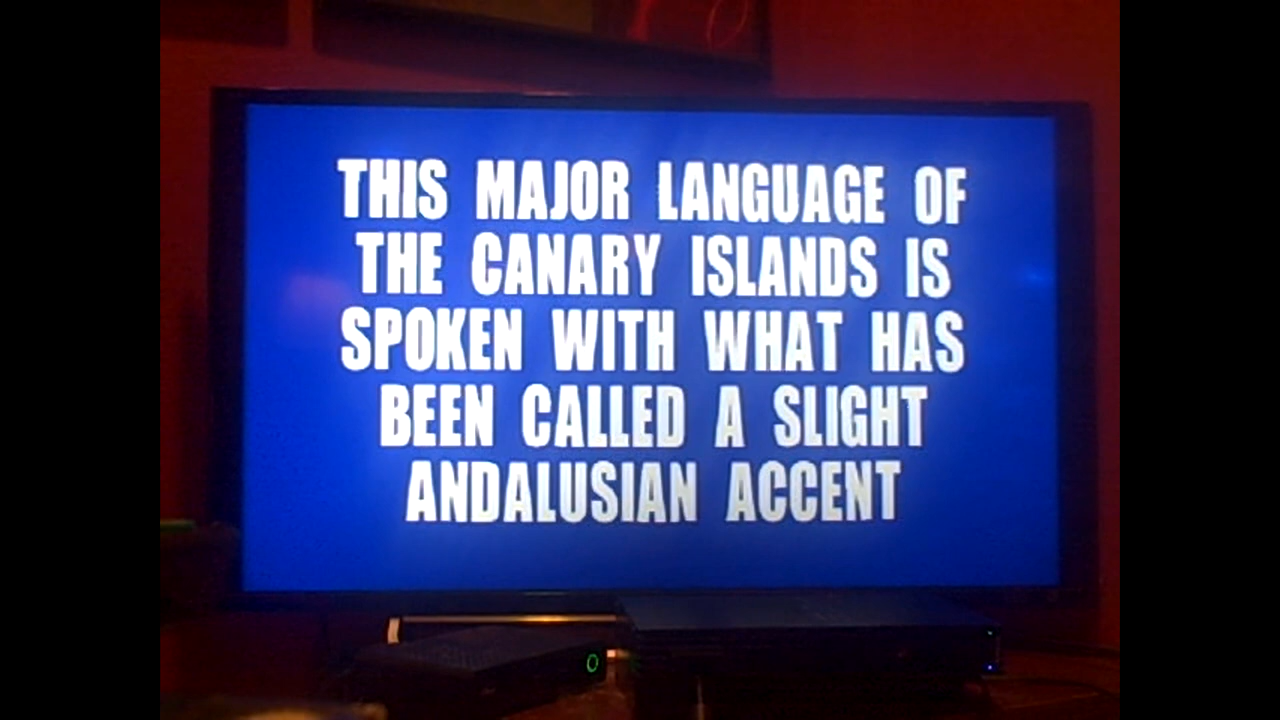 THIS MAJOR LANGUAGE OF
THE CANARY ISLANDS IS
SPOKEN WITH WHAT HAS
BEEN CALLED A SLIGHT
ANDALUSIAN ACCENT